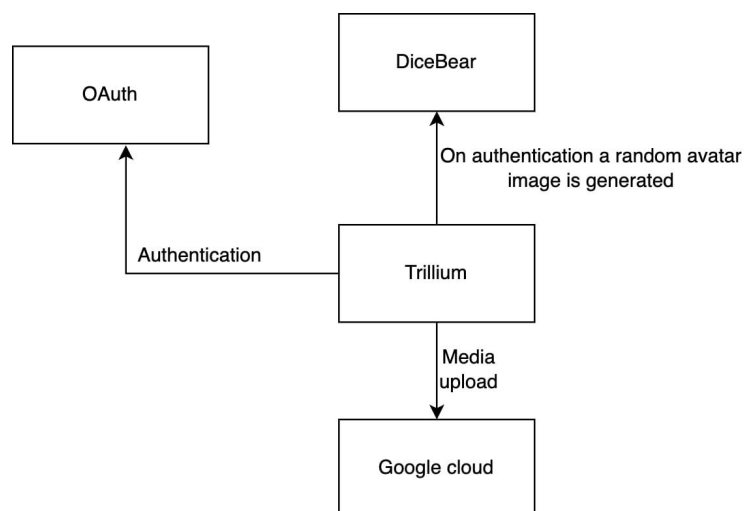 DiceBear
OAuth
On authentication a random avatar
image is generated
Authentication
Trillium
Media
upload
Google cloud